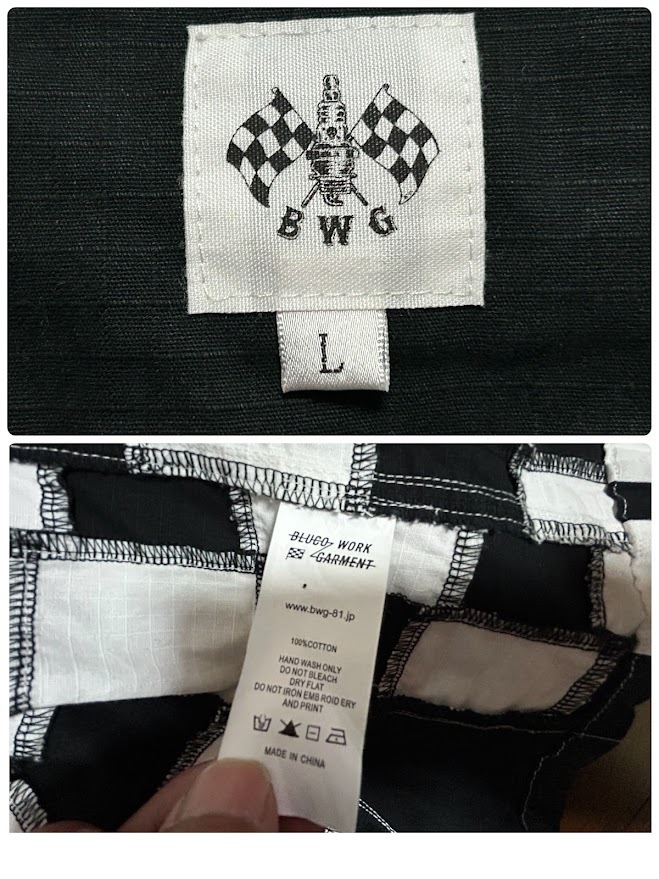 BWG
L
BLUCO WORK
GARMENT
www.bwg-81.jp
100%COTTON
HAND WASH ONLY
DO NOT BLEACH
DRY FLAT
DO NOT IRON EMB ROID ERY
AND PRINT
MADE IN CHINA